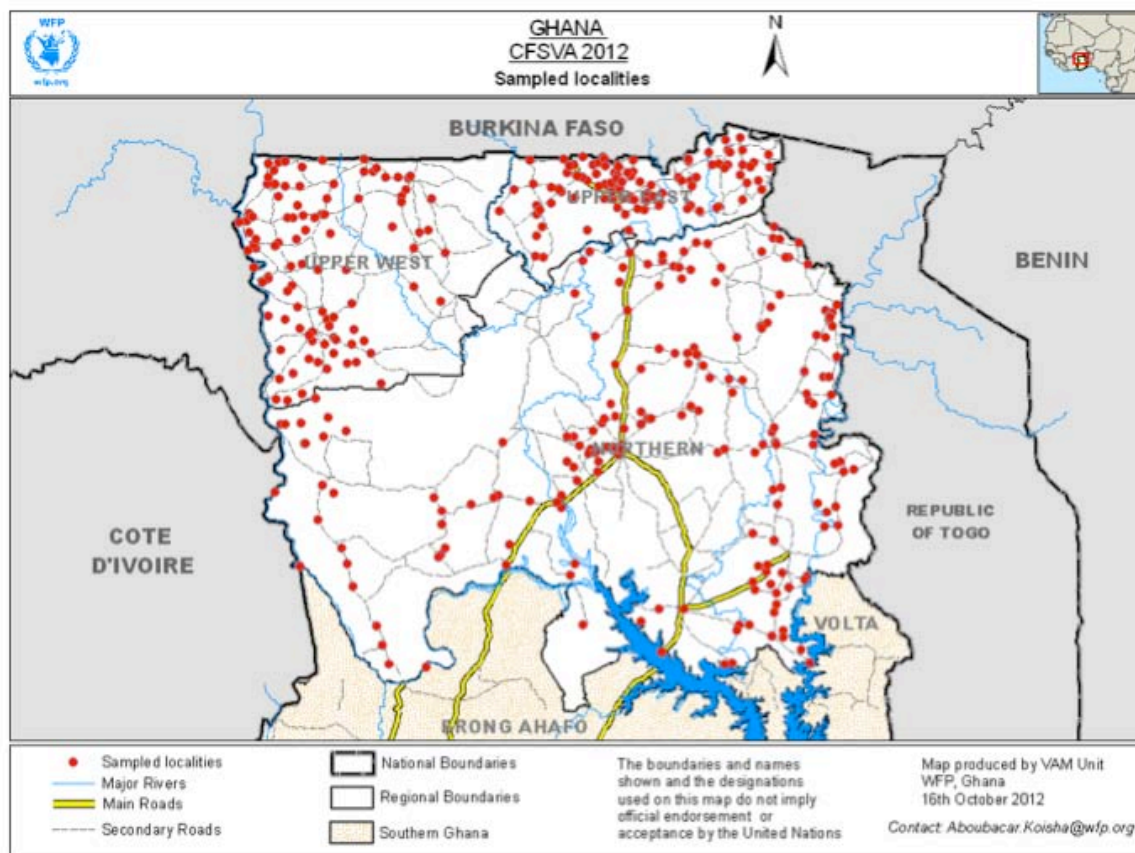 WFP
wfp.org
GHANA
CFSVA 2012
Sampled localities
N
BURKINA FASO
UPPER EAST
UPPER WEST
BENIN
NORTHERN
COTE
D'IVOIRE
REPUBLIC
OF TOGO
VOLTA
BRONG AHAFO
Sampled localities
Major Rivers
Main Roads
Secondary Roads
National Boundaries
Regional Boundaries
Southern Ghana
The boundaries and names
shown and the designations
used on this map do not imply
official endorsement or
acceptance by the United Nations
Map produced by VAM Unit
WFP, Ghana
16th October 2012
Contact: Aboubacar.Koisha@wfp.org